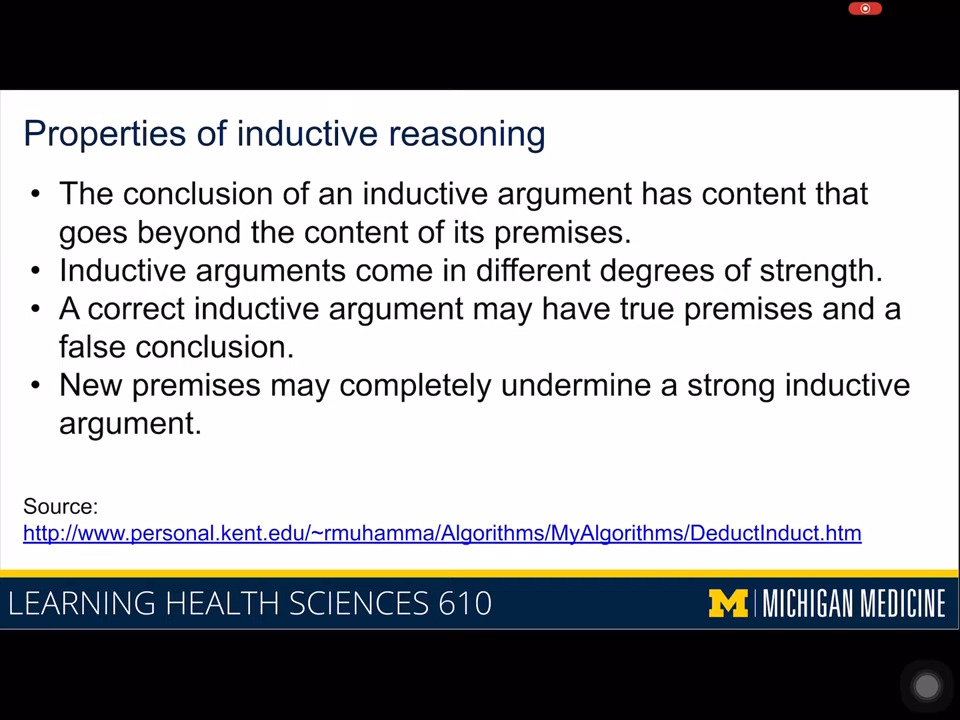 Properties of inductive reasoning
• The conclusion of an inductive argument has content that
goes beyond the content of its premises.
• Inductive arguments come in different degrees of strength.
• A correct inductive argument may have true premises and a
false conclusion.
• New premises may completely undermine a strong inductive
argument.
Source:
http://www.personal.kent.edu/~rmuhamma/Algorithms/MyAlgorithms/DeductInduct.htm
LEARNING HEALTH SCIENCES 610
M | MICHIGAN MEDICINE